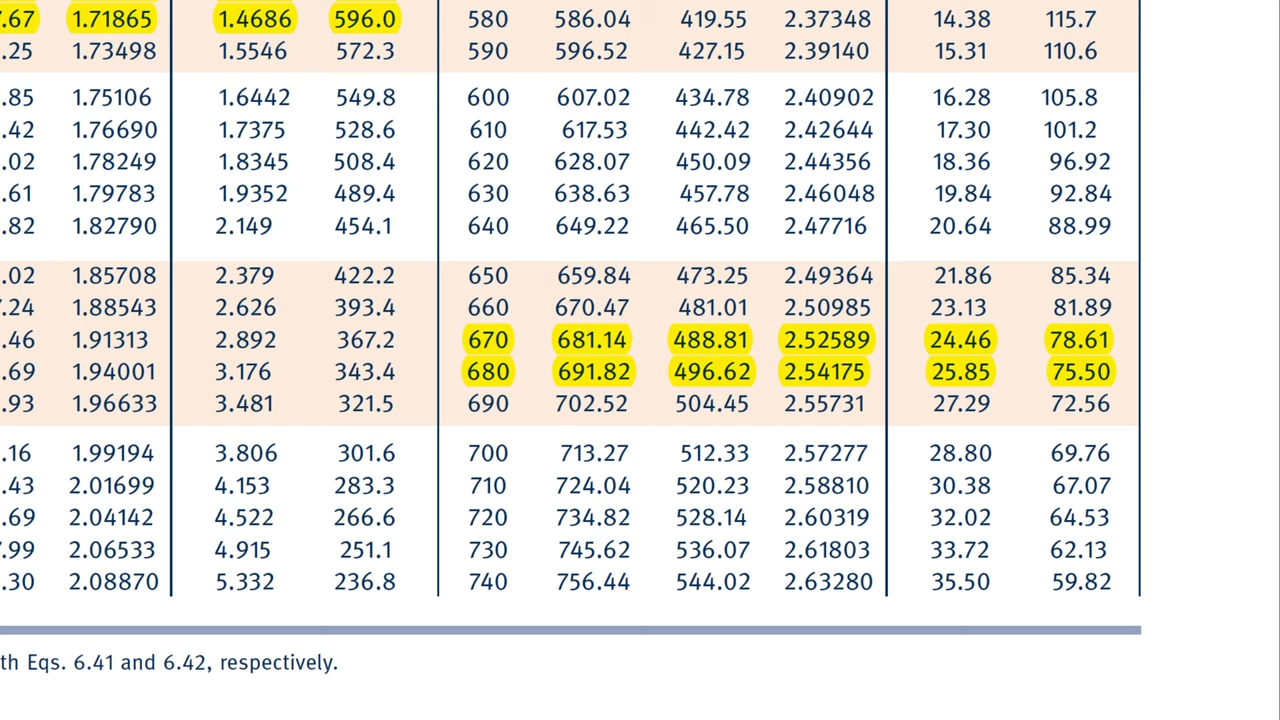 .67 1.71865 1.4686 596.0 580 586.04 419.55 2.37348 14.38 115.7
.25 1.73498 1.5546 572.3 590 596.52 427.15 2.39140 15.31 110.6
.85 1.75106 1.6442 549.8 600 607.02 434.78 2.40902 16.28 105.8
.42 1.76690 1.7375 528.6 610 617.53 442.42 2.42644 17.30 101.2
.02 1.78249 1.8345 508.4 620 628.07 450.09 2.44356 18.36 96.92
.61 1.79783 1.9352 489.4 630 638.63 457.78 2.46048 19.84 92.84
.82 1.82790 2.149 454.1 640 649.22 465.50 2.47716 20.64 88.99
.02 1.85708 2.379 422.2 650 659.84 473.25 2.49364 21.86 85.34
.24 1.88543 2.626 393.4 660 670.47 481.01 2.50985 23.13 81.89
.46 1.91313 2.892 367.2 670 681.14 488.81 2.52589 24.46 78.61
.69 1.94001 3.176 343.4 680 691.82 496.62 2.54175 25.85 75.50
.93 1.96633 3.481 321.5 690 702.52 504.45 2.55731 27.29 72.56
.16 1.99194 3.806 301.6 700 713.27 512.33 2.57277 28.80 69.76
.43 2.01699 4.153 283.3 710 724.04 520.23 2.58810 30.38 67.07
.69 2.04142 4.522 266.6 720 734.82 528.14 2.60319 32.02 64.53
.99 2.06533 4.915 251.1 730 745.62 536.07 2.61803 33.72 62.13
.30 2.08870 5.332 236.8 740 756.44 544.02 2.63280 35.50 59.82
th Eqs. 6.41 and 6.42, respectively.